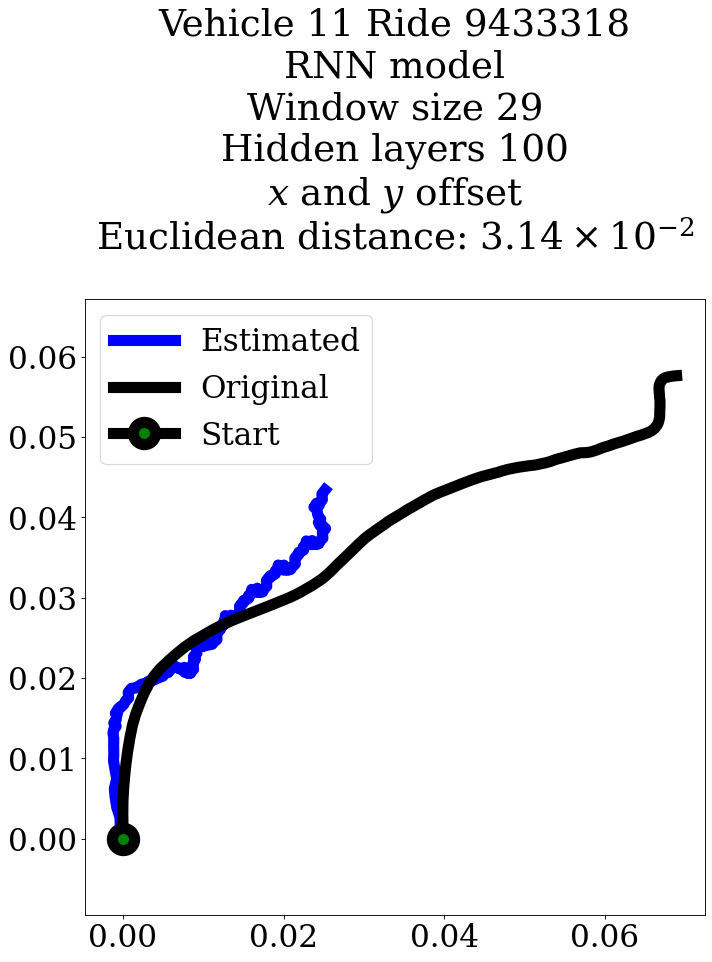 Vehicle 11 Ride 9433318
RNN model
Window size 29
Hidden layers 100
x and y offset
Euclidean distance: 3.14 × 10⁻²
Estimated
Original
Start
0.06
0.05
0.04
0.03
0.02
0.01
0.00
0.00 0.02 0.04 0.06